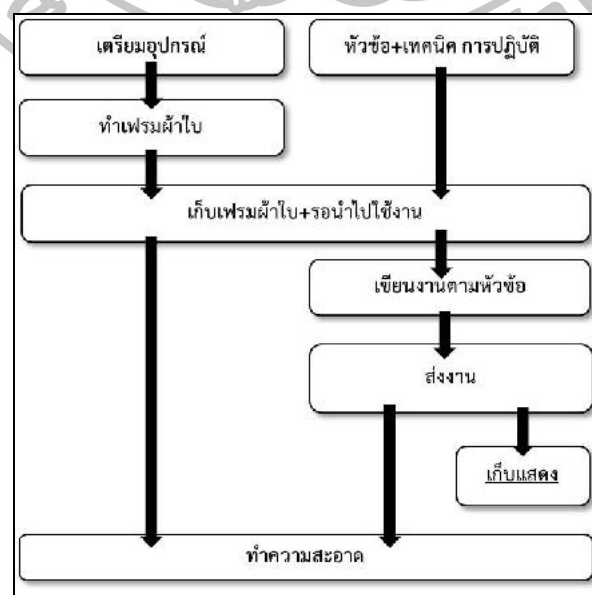 เตรียมอุปกรณ์
หัวข้อ+เทคนิค การปฏิบัติ
ทำเฟรมผ้าใบ
เก็บเฟรมผ้าใบ+รอนำไปใช้งาน
เขียนงานตามหัวข้อ
ส่งงาน
เก็บแสดง
ทำความสะอาด